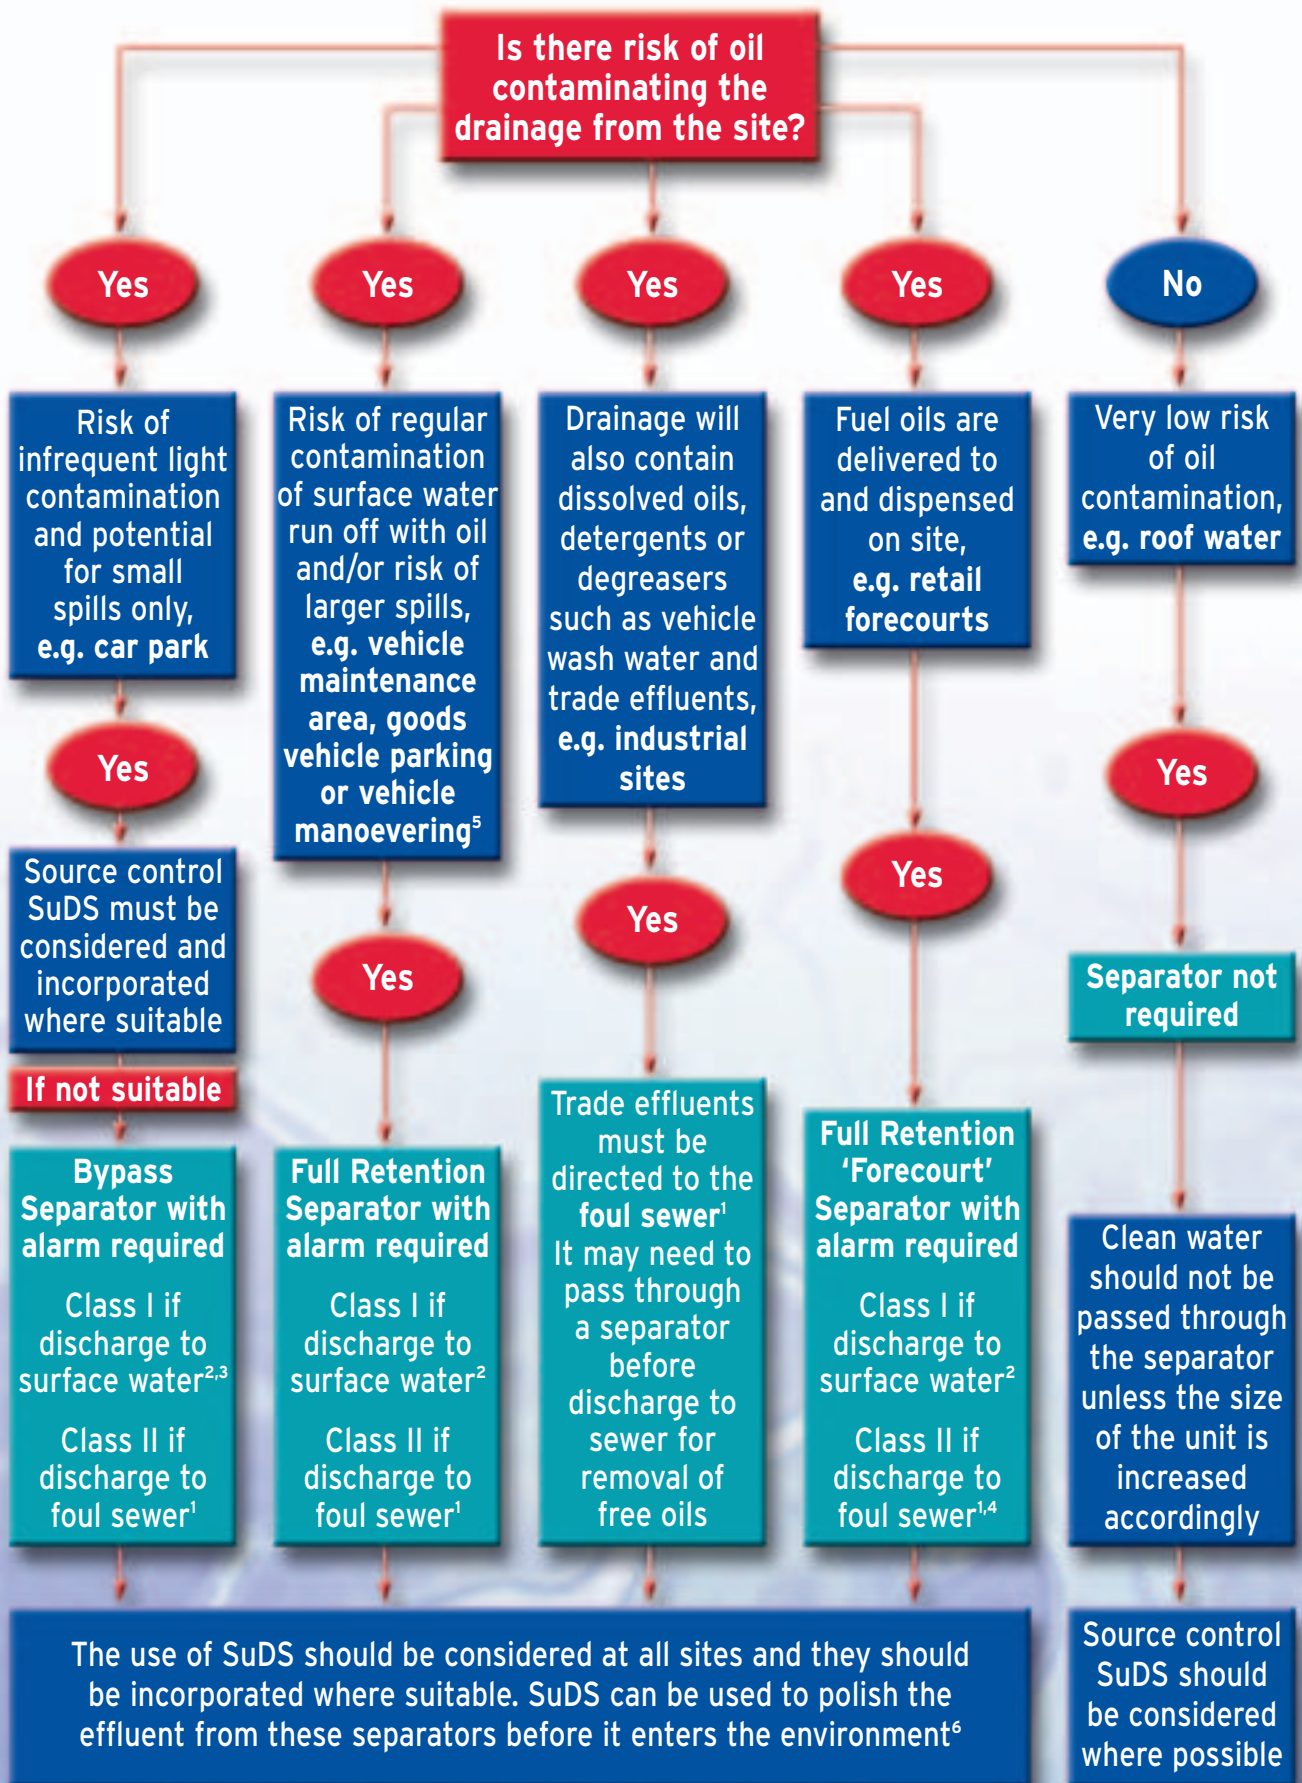 Is there risk of oil
contaminating the
drainage from the site?
Yes
Yes
Yes
Yes
No
Risk of
infrequent light
contamination
and potential
for small
spills only,
e.g. car park
Yes
Source control
SuDS must be
considered and
incorporated
where suitable
If not suitable
Bypass
Separator with
alarm required
Class I if
discharge to
surface water²,³
Class II if
discharge to
foul sewer¹
Risk of regular
contamination
of surface water
run off with oil
and/or risk of
larger spills,
e.g. vehicle
maintenance
area, goods
vehicle parking
or vehicle
manoevering⁵
Yes
Full Retention
Separator with
alarm required
Class I if
discharge to
surface water²
Class II if
discharge to
foul sewer¹
Drainage will
also contain
dissolved oils,
detergents or
degreasers
such as vehicle
wash water and
trade effluents,
e.g. industrial
sites
Yes
Trade effluents
must be
directed to the
foul sewer¹
It may need to
pass through
a separator
before
discharge to
sewer for
removal of
free oils
Fuel oils are
delivered to
and dispensed
on site,
e.g. retail
forecourts
Yes
Full Retention
'Forecourt'
Separator with
alarm required
Class I if
discharge to
surface water²
Class II if
discharge to
foul sewer¹,⁴
Very low risk
of oil
contamination,
e.g. roof water
Yes
Separator not
required
Clean water
should not be
passed through
the separator
unless the size
of the unit is
increased
accordingly
The use of SuDS should be considered at all sites and they should
be incorporated where suitable. SuDS can be used to polish the
effluent from these separators before it enters the environment⁶
Source control
SuDS should
be considered
where possible